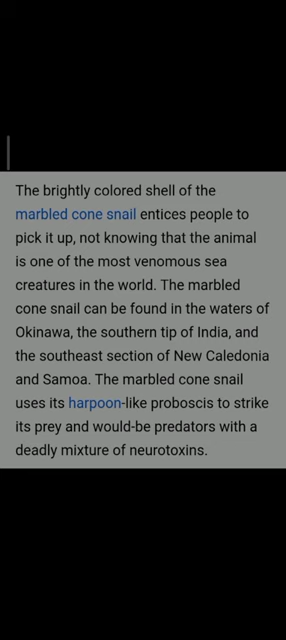 The brightly colored shell of the
marbled cone snail entices people to
pick it up, not knowing that the animal
is one of the most venomous sea
creatures in the world. The marbled
cone snail can be found in the waters of
Okinawa, the southern tip of India, and
the southeast section of New Caledonia
and Samoa. The marbled cone snail
uses its harpoon-like proboscis to strike
its prey and would-be predators with a
deadly mixture of neurotoxins.